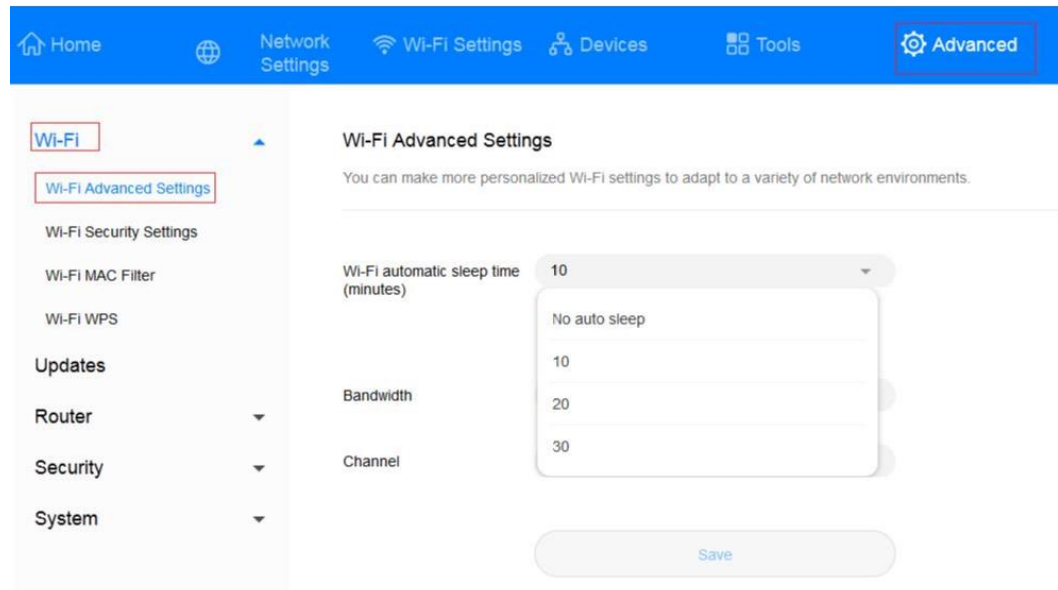 Home
Network
Settings
Wi-Fi Settings
Devices
Tools
Advanced
Wi-Fi
Wi-Fi Advanced Settings
Wi-Fi Security Settings
Wi-Fi MAC Filter
Wi-Fi WPS
Updates
Router
Security
System
Wi-Fi Advanced Settings
You can make more personalized Wi-Fi settings to adapt to a variety of network environments.
Wi-Fi automatic sleep time
(minutes)
10
No auto sleep
10
20
30
Bandwidth
Channel
Save